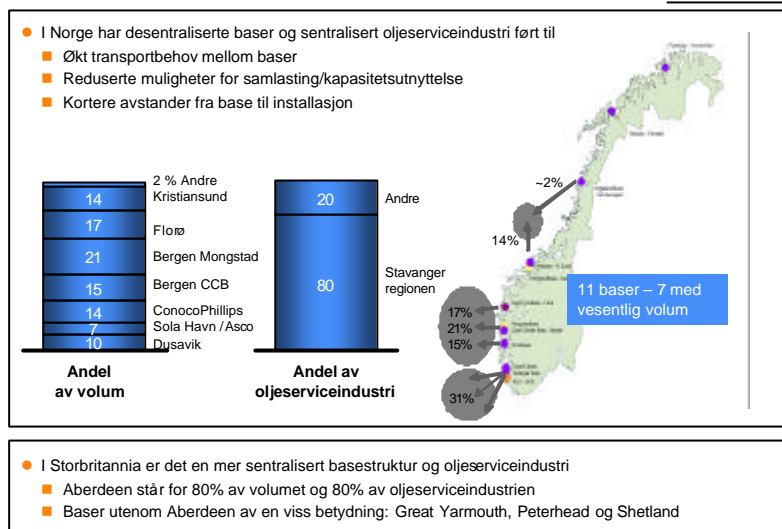 I Norge har desentraliserte baser og sentralisert oljeserviceindustri ført til
Økt transportbehov mellom baser
Reduserte muligheter for samlasting/kapasitetsutnyttelse
Kortere avstander fra base til installasjon
2 % Andre
14 Kristiansund
17 Florø
21 Bergen Mongstad
15 Bergen CCB
14 ConocoPhillips
7 Sola Havn / Asco
10 Dusavik
Andel
av volum
20 Andre
80 Stavanger
regionen
Andel av
oljeserviceindustri
~2%
14%
17%
21%
15%
31%
11 baser – 7 med
vesentlig volum
I Storbritannia er det en mer sentralisert basestruktur og oljeserviceindustri
Aberdeen står for 80% av volumet og 80% av oljeserviceindustrien
Baser utenom Aberdeen av en viss betydning: Great Yarmouth, Peterhead og Shetland